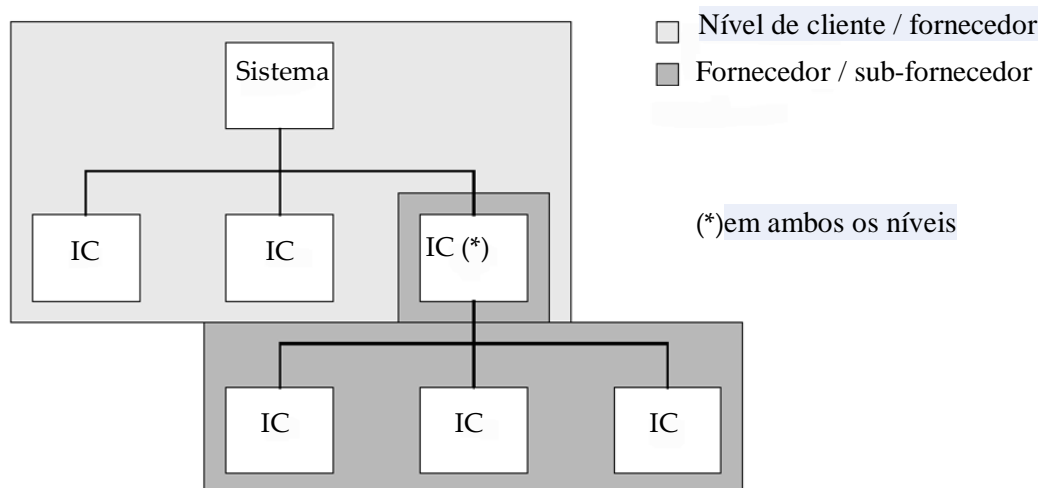 Nível de cliente / fornecedor
Sistema
Fornecedor / sub-fornecedor
IC
IC
IC (*)
(*)em ambos os níveis
IC
IC
IC